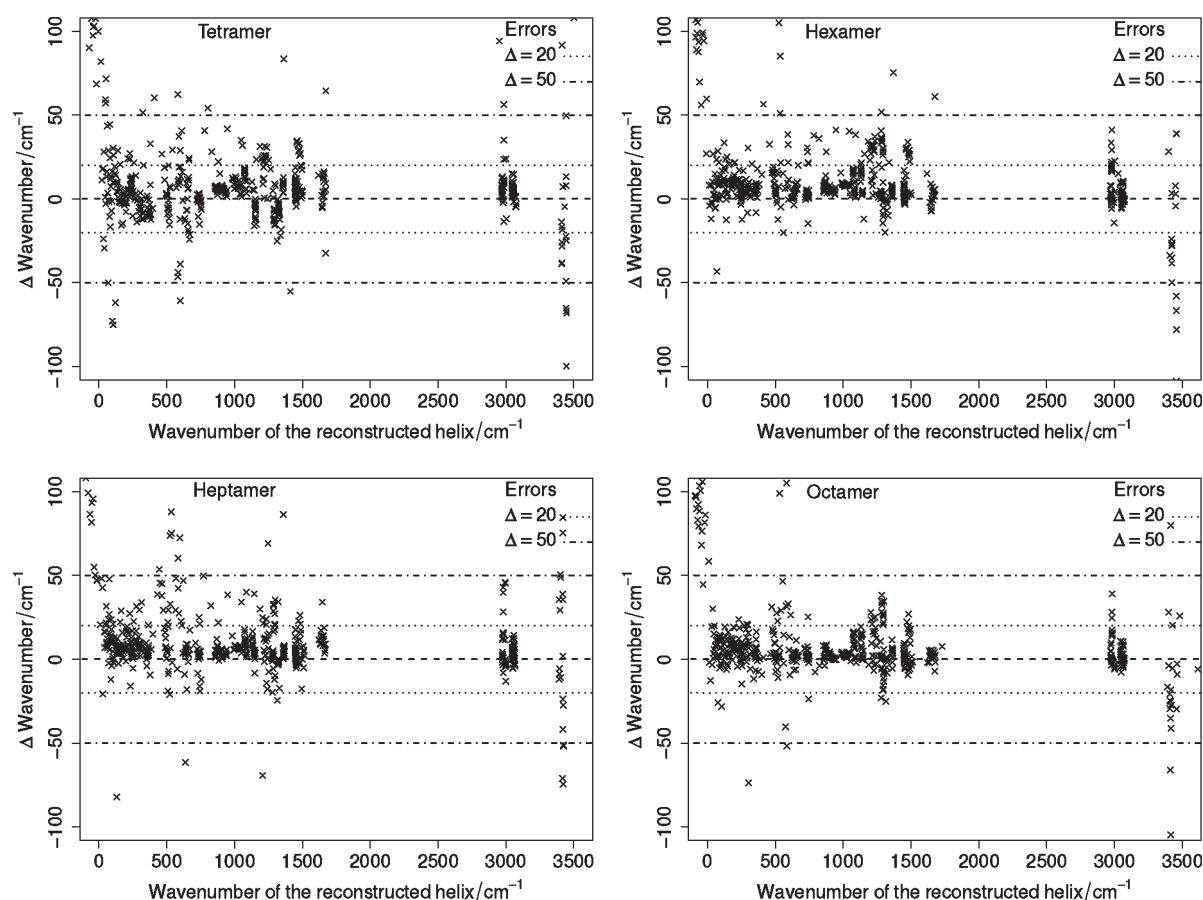 Tetramer
Errors
Δ = 20
Δ = 50
100
50
0
−50
−100
Δ Wavenumber/cm⁻¹
0 500 1000 1500 2000 2500 3000 3500
Wavenumber of the reconstructed helix/cm⁻¹
Hexamer
Errors
Δ = 20
Δ = 50
100
50
0
−50
−100
Δ Wavenumber/cm⁻¹
0 500 1000 1500 2000 2500 3000 3500
Wavenumber of the reconstructed helix/cm⁻¹
Heptamer
Errors
Δ = 20
Δ = 50
100
50
0
−50
−100
Δ Wavenumber/cm⁻¹
0 500 1000 1500 2000 2500 3000 3500
Wavenumber of the reconstructed helix/cm⁻¹
Octamer
Errors
Δ = 20
Δ = 50
100
50
0
−50
−100
Δ Wavenumber/cm⁻¹
0 500 1000 1500 2000 2500 3000 3500
Wavenumber of the reconstructed helix/cm⁻¹